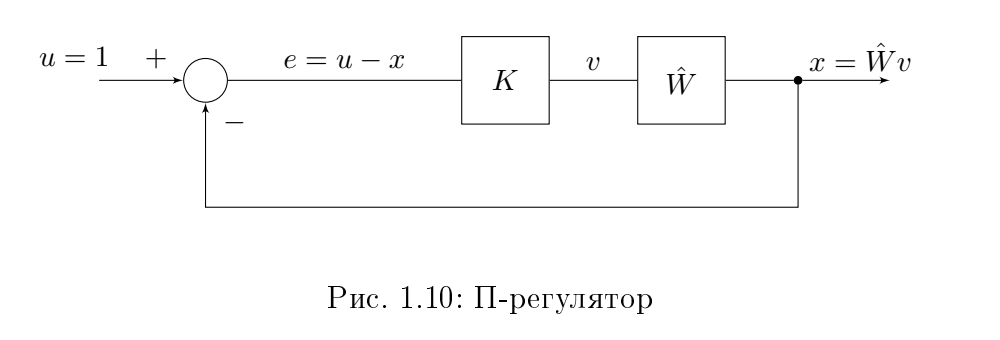 u = 1 + e = u − x K v Ŵ x = Ŵv
−
Рис. 1.10: П-регулятор